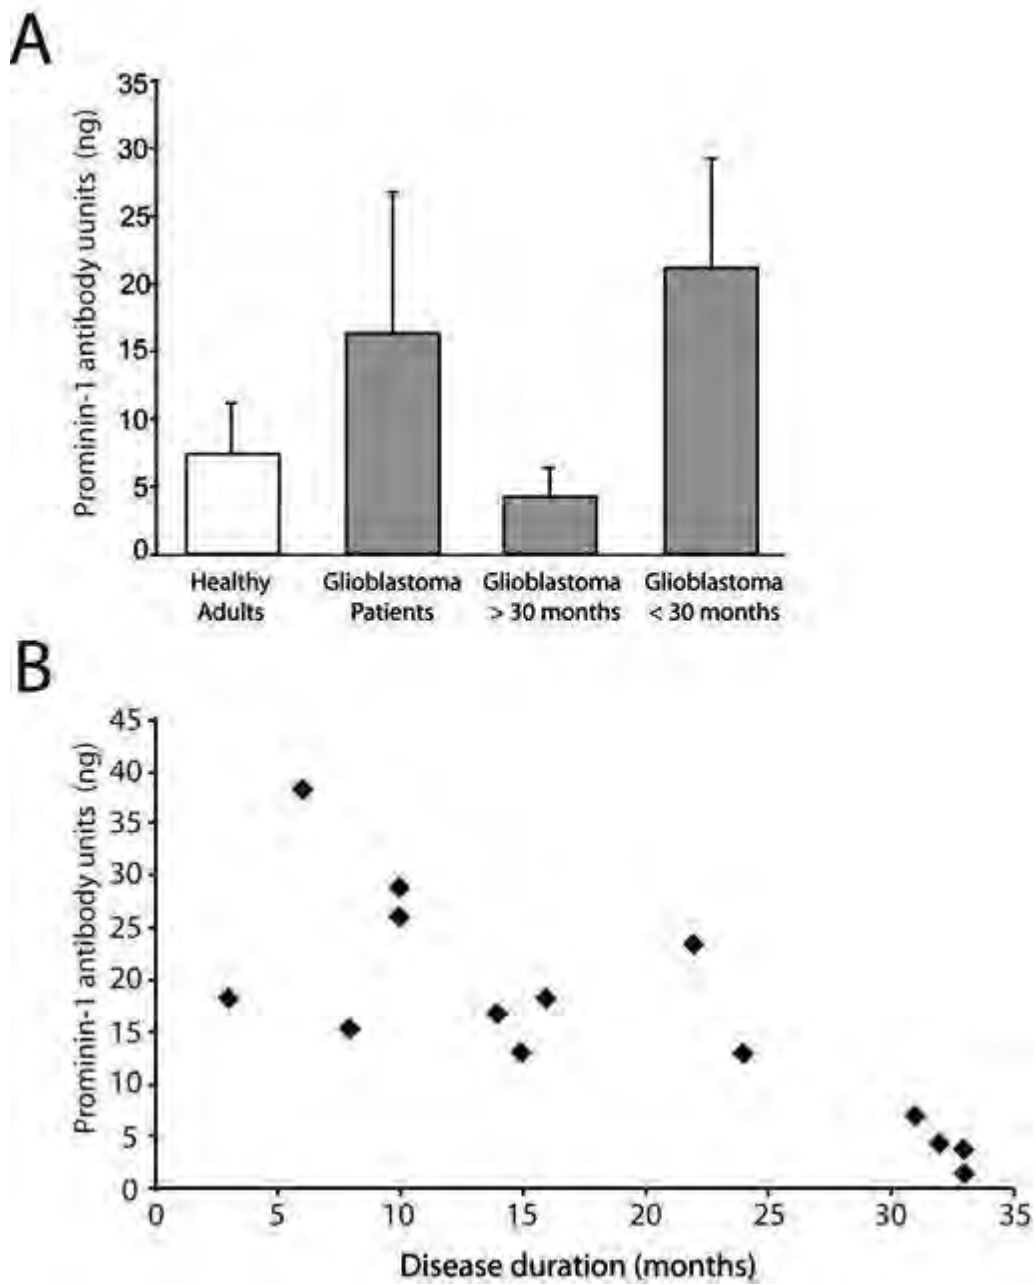 A
Prominin-1 antibody uunits (ng)
35
30
25
20
15
10
5
0
Healthy Adults
Glioblastoma Patients
Glioblastoma > 30 months
Glioblastoma < 30 months
B
Prominin-1 antibody units (ng)
45
40
35
30
25
20
15
10
5
0
0 5 10 15 20 25 30 35
Disease duration (months)